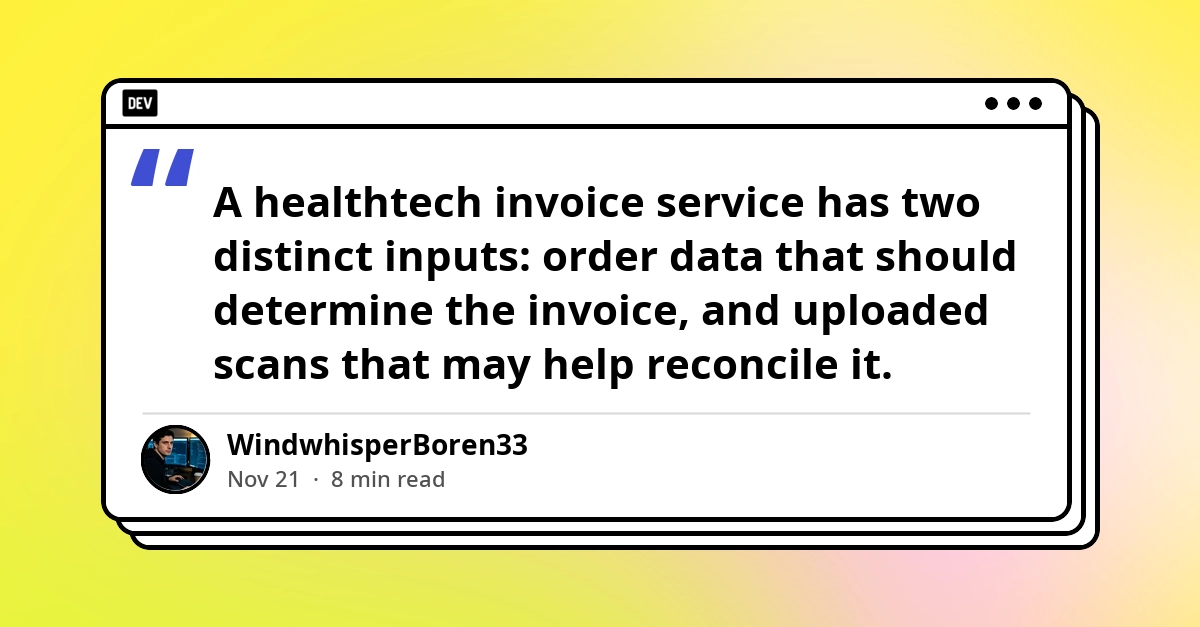 DEV
“
A healthtech invoice service has two
distinct inputs: order data that should
determine the invoice, and uploaded
scans that may help reconcile it.
WindwhisperBoren33
Nov 21 · 8 min read